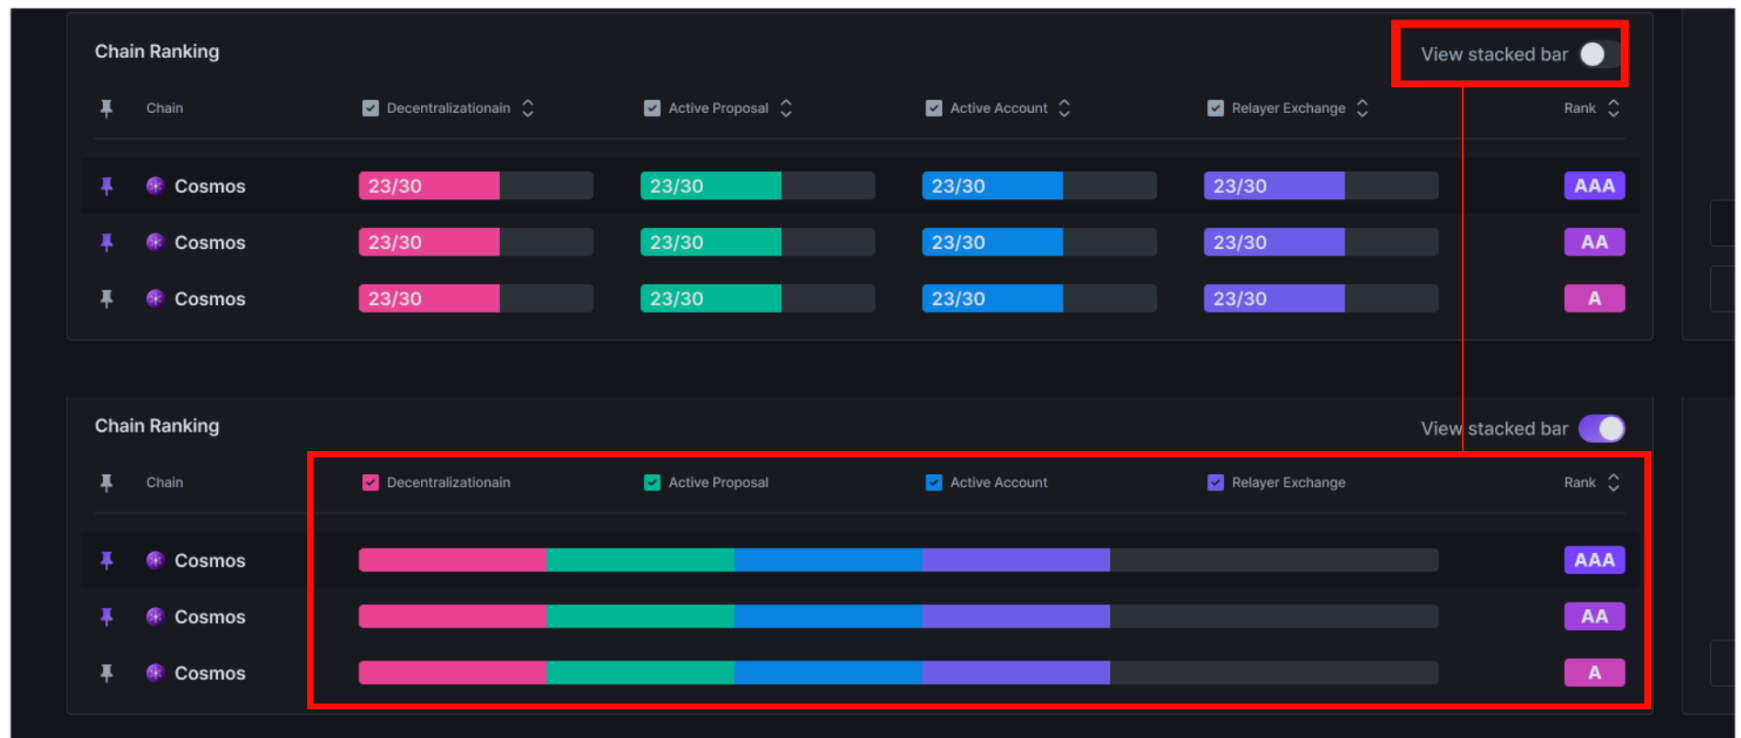 Chain Ranking View stacked bar
Chain Decentralizationain Active Proposal Active Account Relayer Exchange Rank
Cosmos 23/30 23/30 23/30 23/30 AAA
Cosmos 23/30 23/30 23/30 23/30 AA
Cosmos 23/30 23/30 23/30 23/30 A
Chain Ranking View stacked bar
Chain Decentralizationain Active Proposal Active Account Relayer Exchange Rank
Cosmos AAA
Cosmos AA
Cosmos A